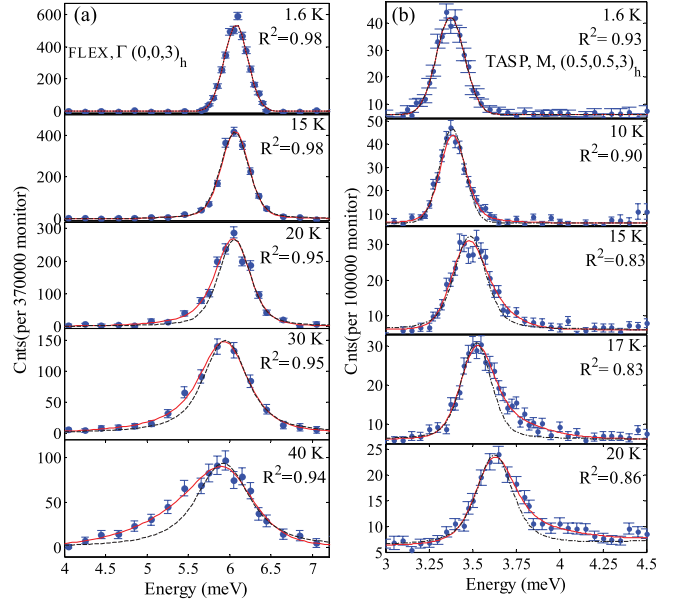 (a)
1.6 K
R²=0.98
FLEX, Γ (0,0,3)h
600
400
200
0
15 K
R²=0.98
400
200
0
20 K
R²=0.95
300
200
100
0
30 K
R²=0.95
150
100
50
0
40 K
R²=0.94
100
50
0
4
4.5
5
5.5
6
6.5
7
Energy (meV)
Cnts(per 370000 monitor)
(b)
1.6 K
R²= 0.93
TASP, M, (0.5,0.5,3)h
40
30
20
10
10 K
R²= 0.90
50
40
30
20
10
15 K
R²=0.83
30
20
10
17 K
R²= 0.83
30
20
10
20 K
R²=0.86
25
20
15
10
5
3
3.25
3.5
3.75
4
4.25
4.5
Energy (meV)
Cnts(per 100000 monitor)